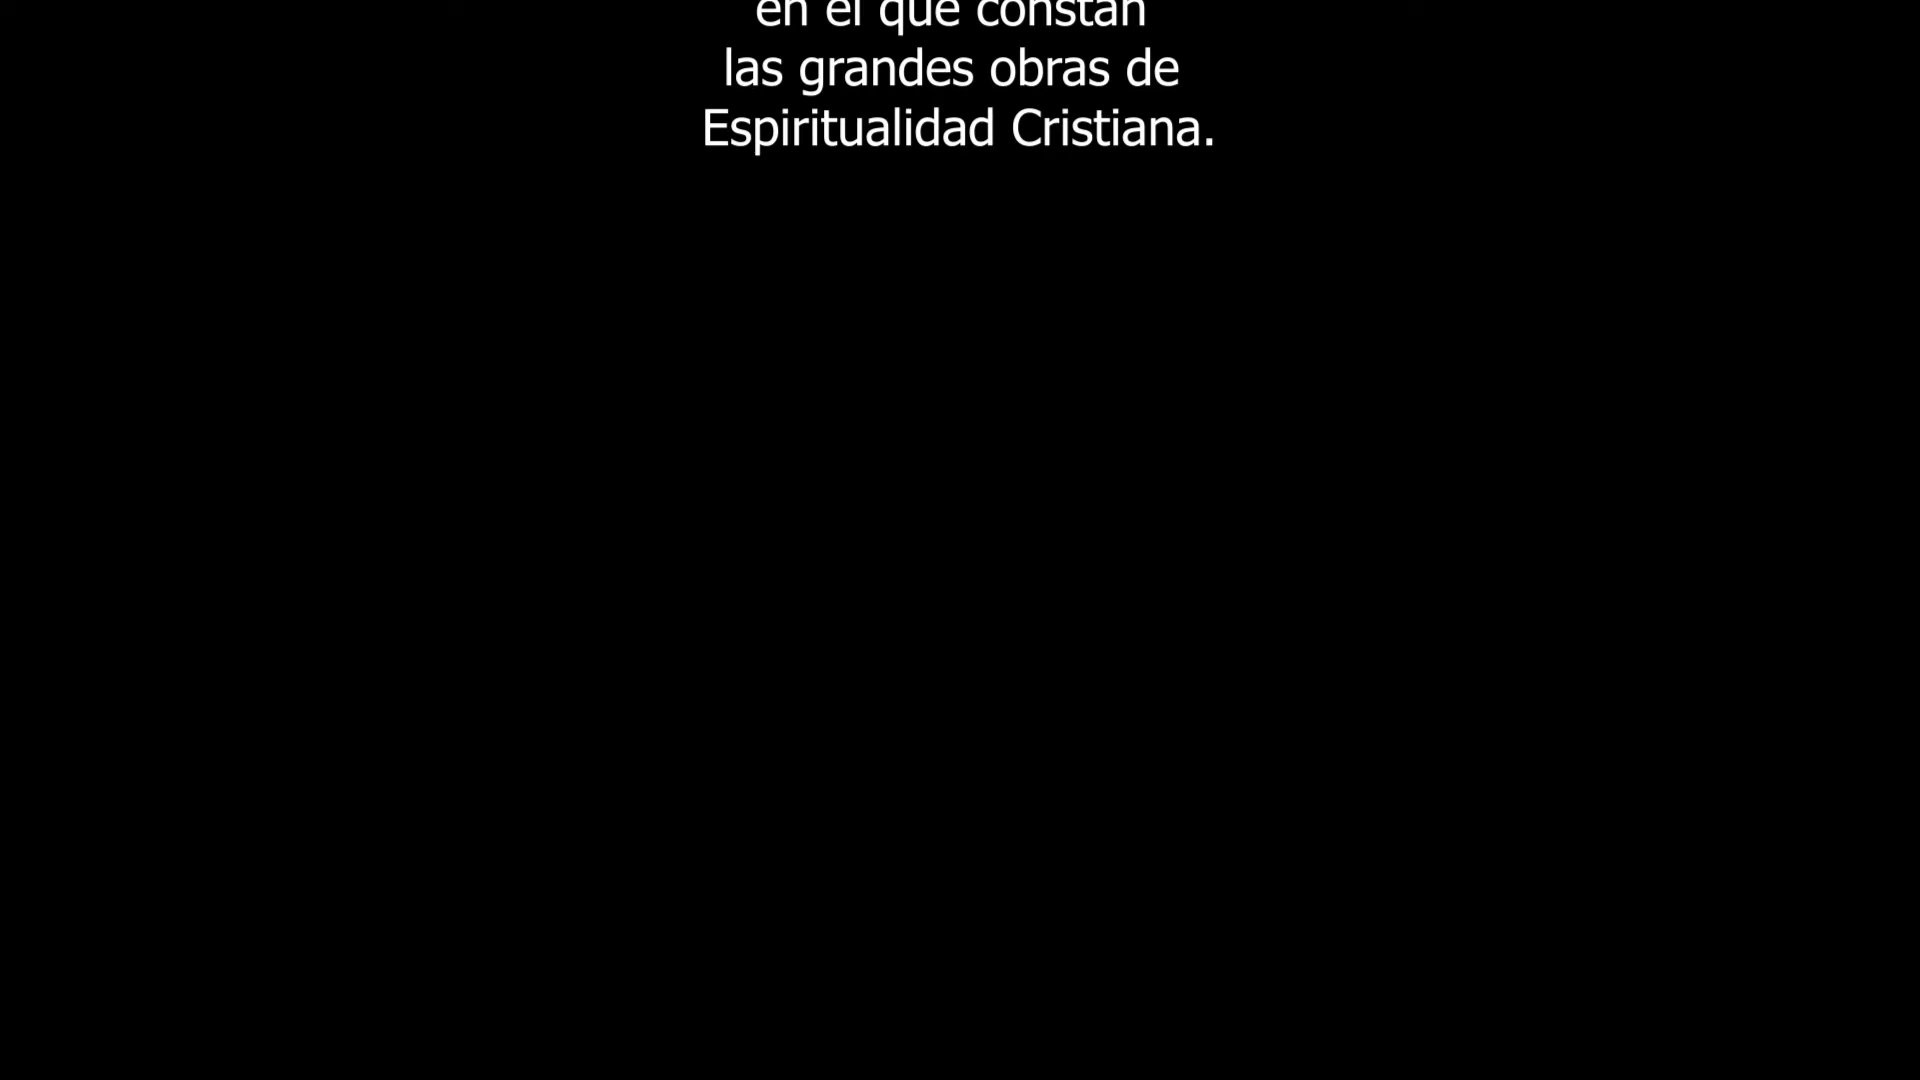 en el que constan
las grandes obras de
Espiritualidad Cristiana.